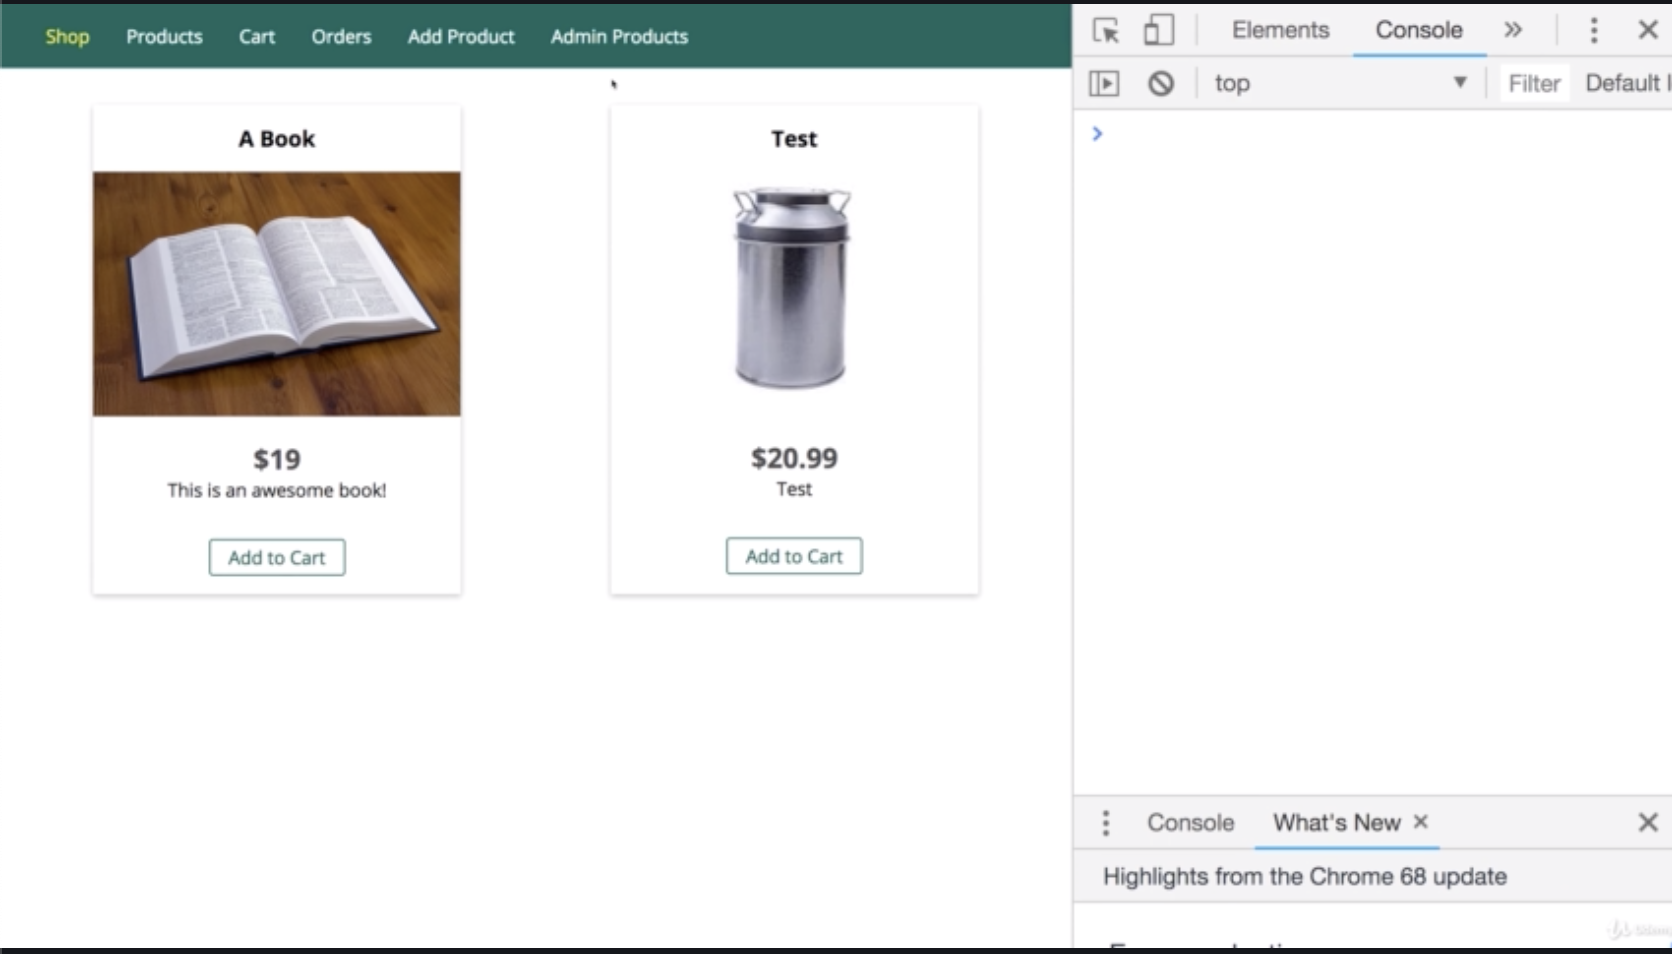 Shop Products Cart Orders Add Product Admin Products
A Book
$19
This is an awesome book!
Add to Cart
Test
$20.99
Test
Add to Cart
Elements Console
top Filter Default
Console What's New
Highlights from the Chrome 68 update